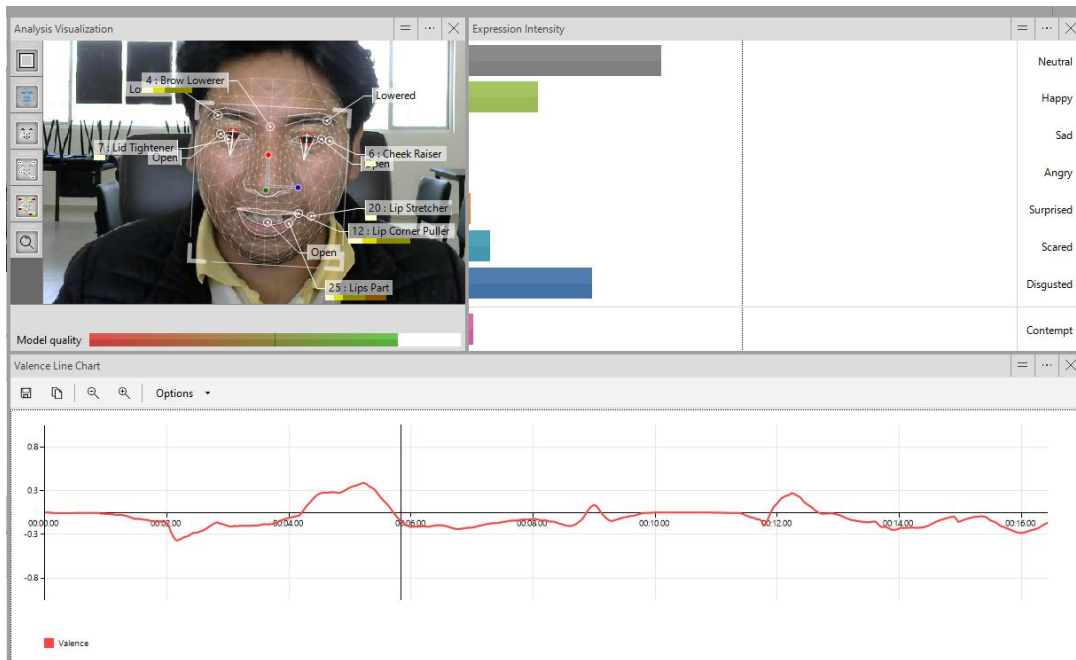 Analysis Visualization
Expression Intensity
4 : Brow Lowerer
Lo
Lowered
7 : Lid Tightener
Open
6 : Cheek Raiser
Open
20 : Lip Stretcher
12 : Lip Corner Puller
Open
25 : Lips Part
Model quality
Neutral
Happy
Sad
Angry
Surprised
Scared
Disgusted
Contempt
Valence Line Chart
Options
0.8
0.3
00:00.00 00:02.00 00:04.00 00:06.00 00:08.00 00:10.00 00:12.00 00:14.00 00:16.00
-0.3
-0.8
Valence